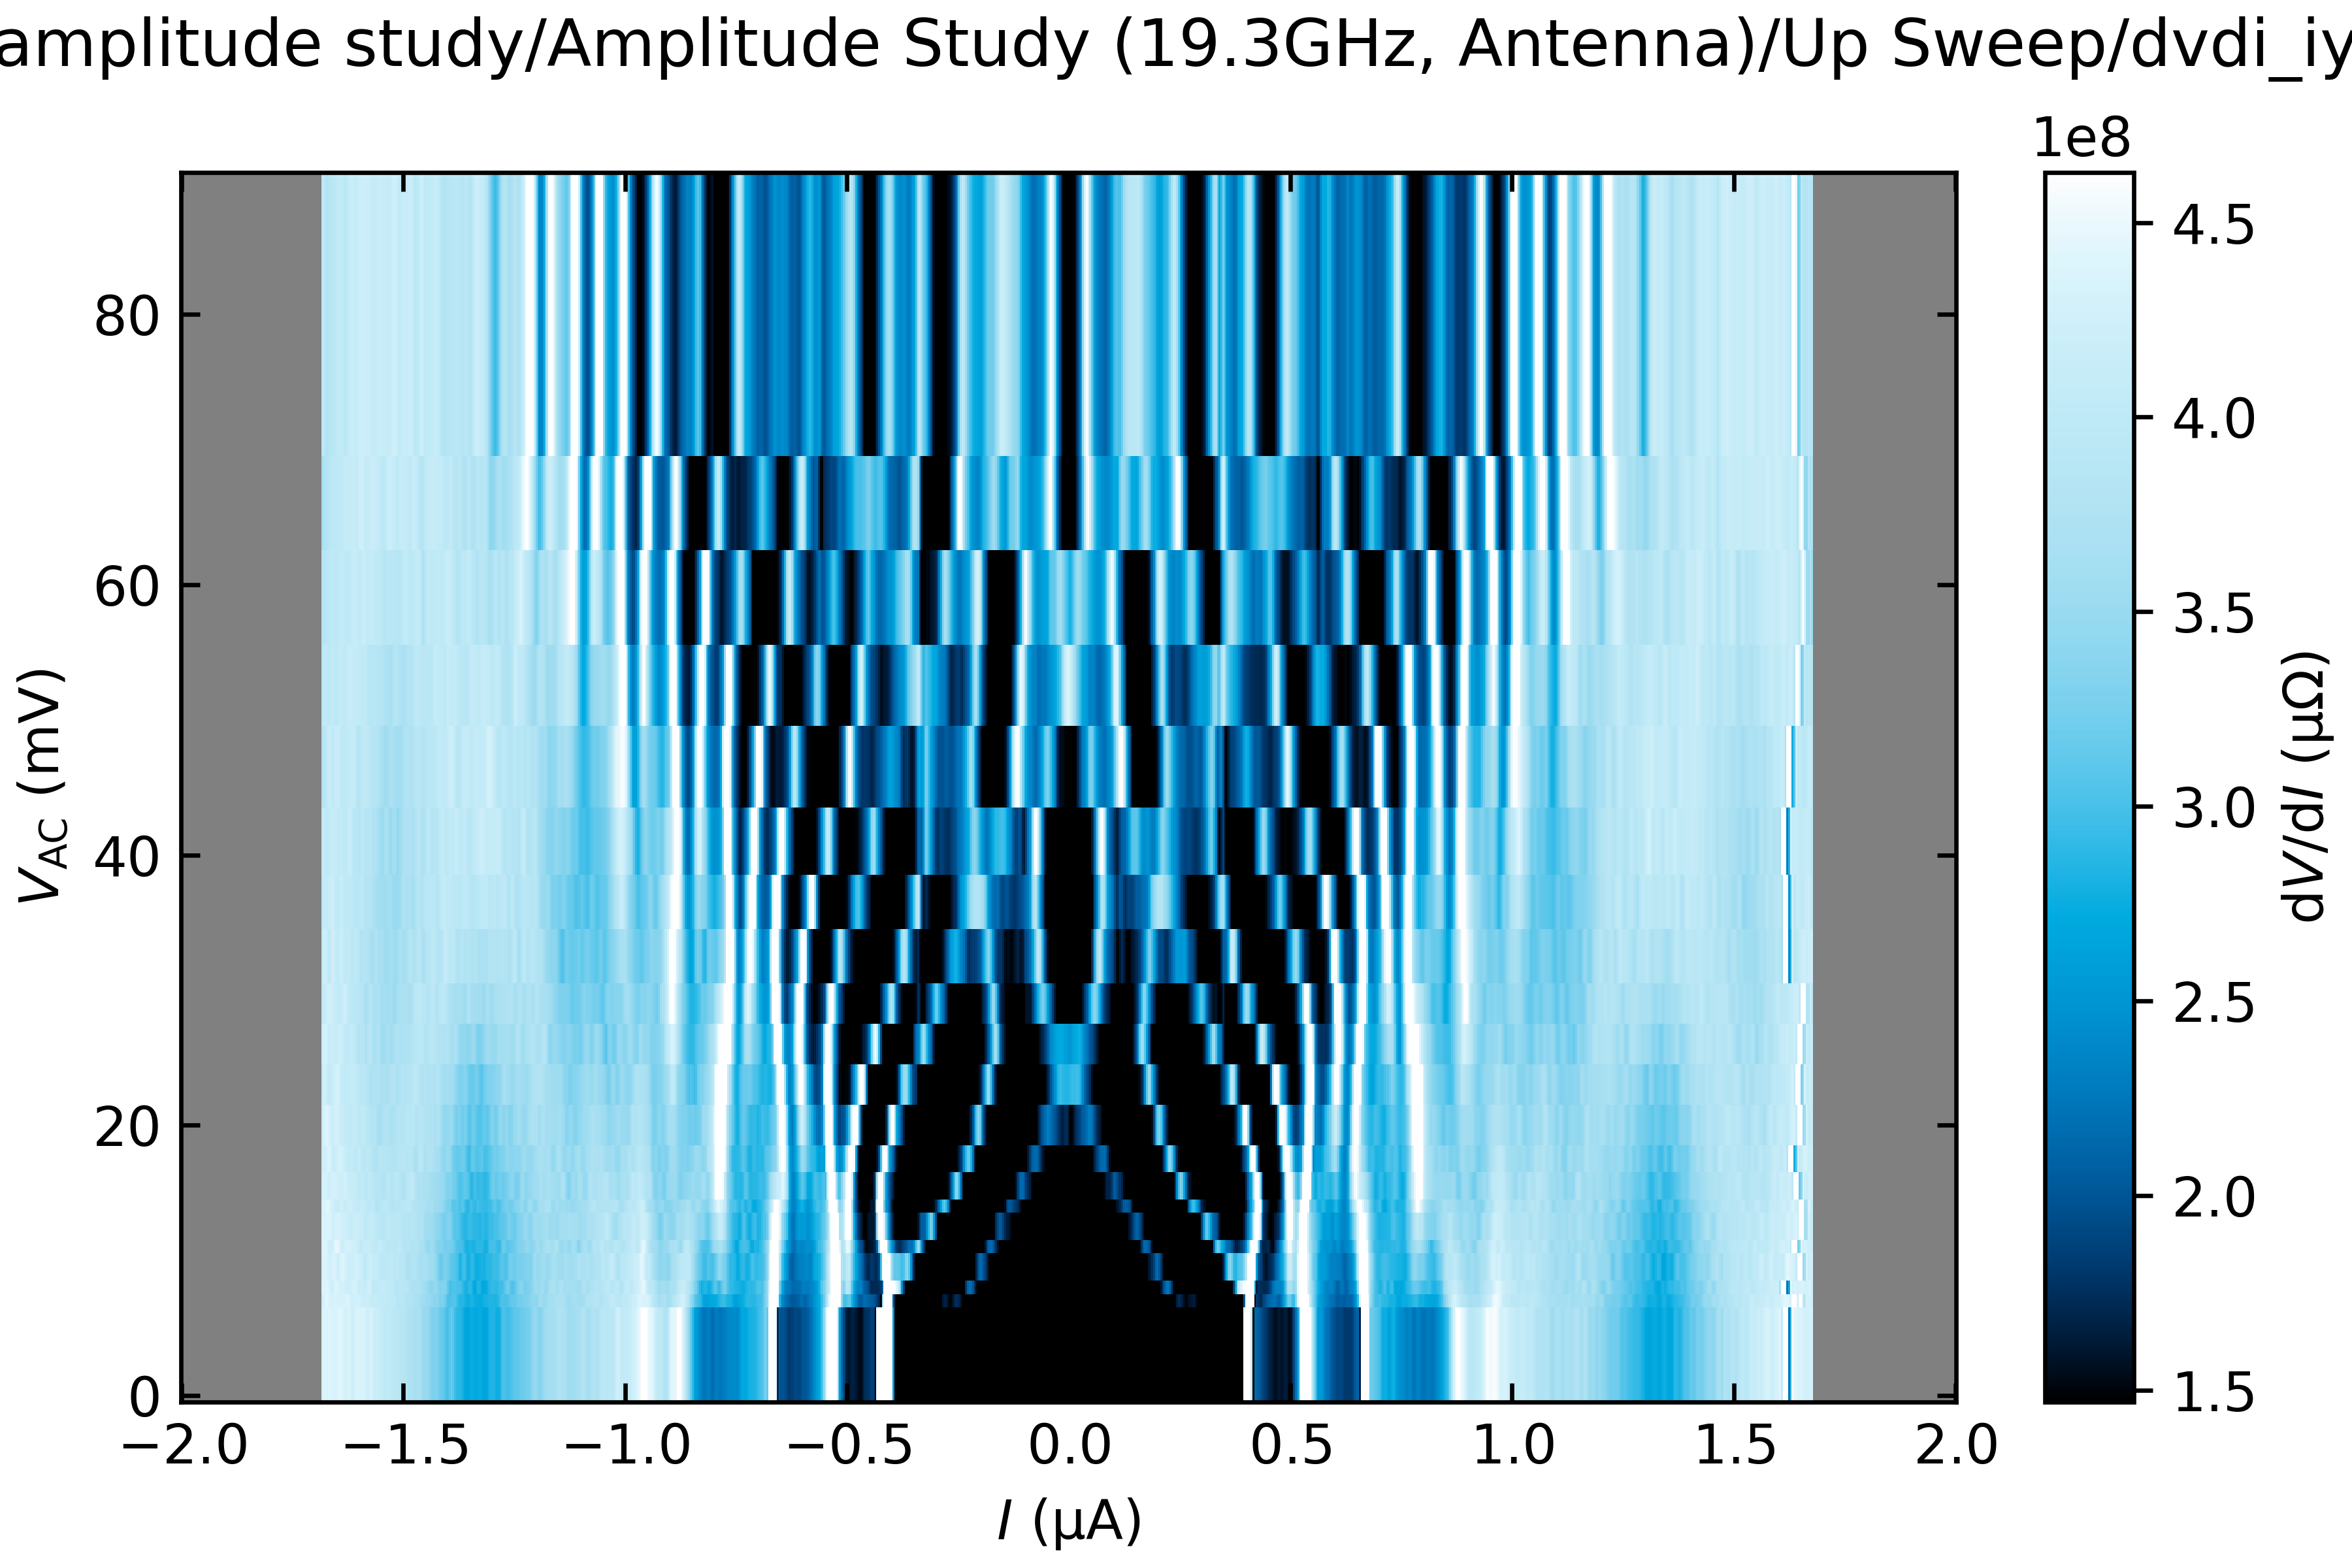 amplitude study/Amplitude Study (19.3GHz, Antenna)/Up Sweep/dvdi_iy
1e8
4.5
4.0
3.5
3.0
2.5
2.0
1.5
dV/dI (µΩ)
VAC (mV)
80
60
40
20
0
−2.0 −1.5 −1.0 −0.5 0.0 0.5 1.0 1.5 2.0
I (µA)